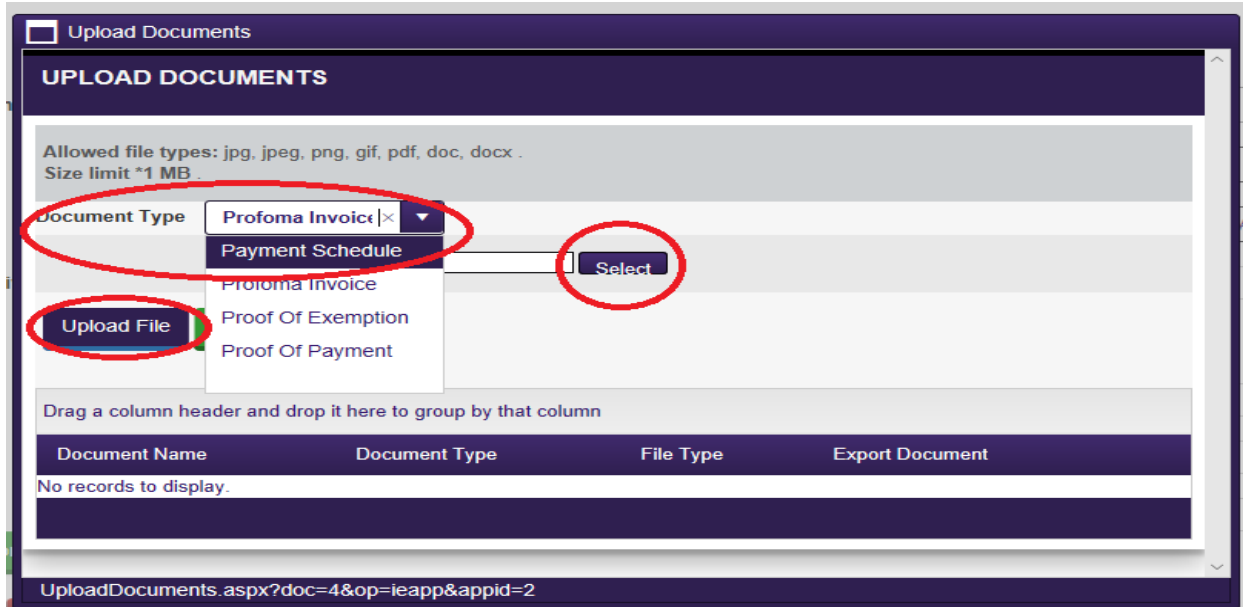 Upload Documents
UPLOAD DOCUMENTS
Allowed file types: jpg, jpeg, png, gif, pdf, doc, docx .
Size limit *1 MB .
Document Type Profoma Invoice
Payment Schedule
Select
Profoma Invoice
Upload File
Proof Of Exemption
Proof Of Payment
Drag a column header and drop it here to group by that column
Document Name Document Type File Type Export Document
No records to display.
UploadDocuments.aspx?doc=4&op=ieapp&appid=2